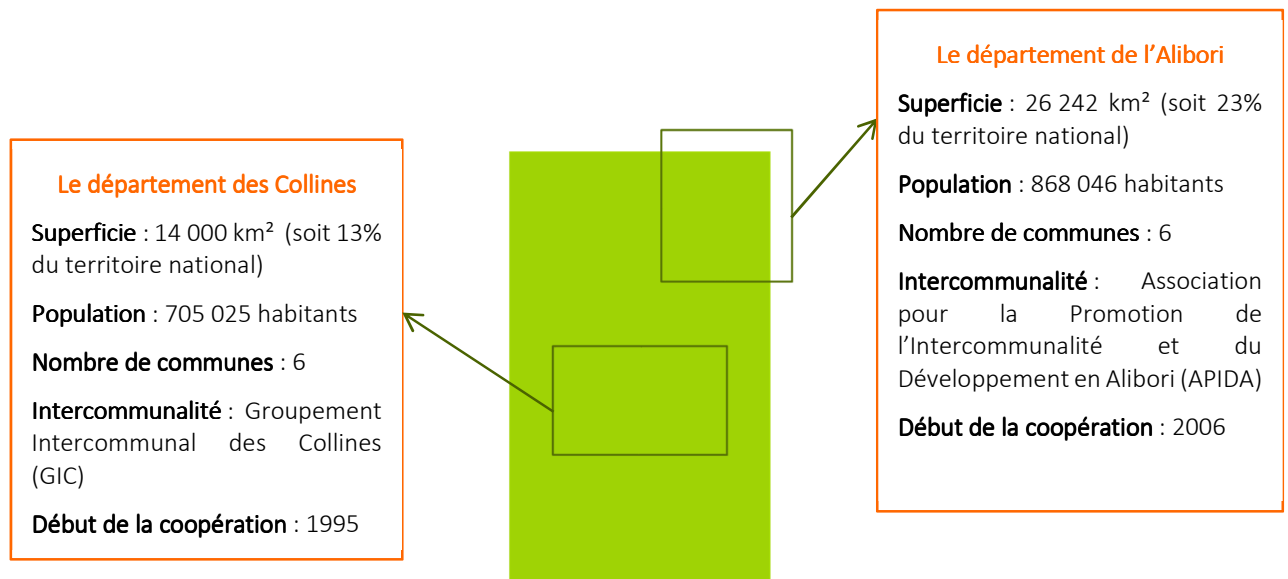 Le département des Collines
Superficie : 14 000 km² (soit 13%
du territoire national)
Population : 705 025 habitants
Nombre de communes : 6
Intercommunalité : Groupement
Intercommunal des Collines
(GIC)
Début de la coopération : 1995
Le département de l’Alibori
Superficie : 26 242 km² (soit 23%
du territoire national)
Population : 868 046 habitants
Nombre de communes : 6
Intercommunalité : Association
pour la Promotion de
l’Intercommunalité et du
Développement en Alibori (APIDA)
Début de la coopération : 2006